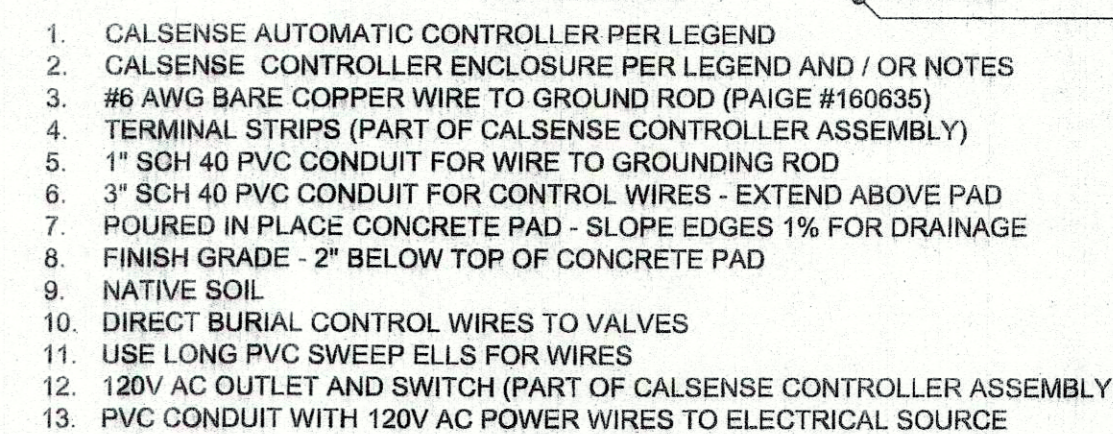 1. CALSENSE AUTOMATIC CONTROLLER PER LEGEND
2. CALSENSE CONTROLLER ENCLOSURE PER LEGEND AND / OR NOTES
3. #6 AWG BARE COPPER WIRE TO GROUND ROD (PAIGE #160635)
4. TERMINAL STRIPS (PART OF CALSENSE CONTROLLER ASSEMBLY)
5. 1" SCH 40 PVC CONDUIT FOR WIRE TO GROUNDING ROD
6. 3" SCH 40 PVC CONDUIT FOR CONTROL WIRES - EXTEND ABOVE PAD
7. POURED IN PLACE CONCRETE PAD - SLOPE EDGES 1% FOR DRAINAGE
8. FINISH GRADE - 2" BELOW TOP OF CONCRETE PAD
9. NATIVE SOIL
10. DIRECT BURIAL CONTROL WIRES TO VALVES
11. USE LONG PVC SWEEP ELLS FOR WIRES
12. 120V AC OUTLET AND SWITCH (PART OF CALSENSE CONTROLLER ASSEMBLY
13. PVC CONDUIT WITH 120V AC POWER WIRES TO ELECTRICAL SOURCE